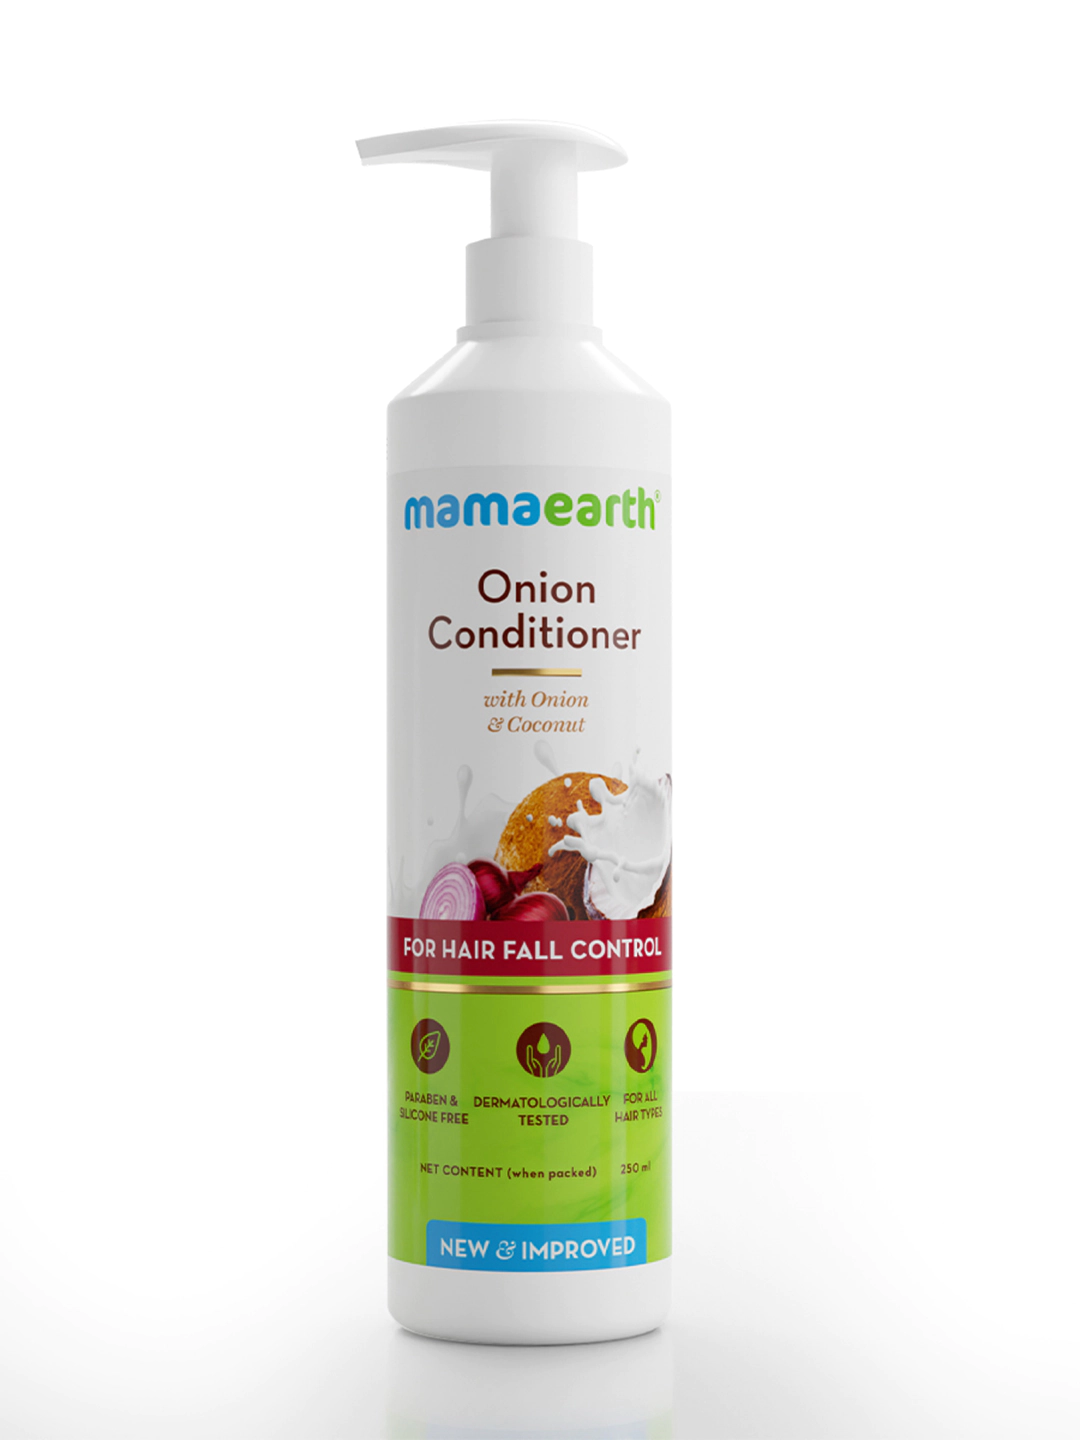 mamaearth®
Onion
Conditioner
with Onion
& Coconut
FOR HAIR FALL CONTROL
PARABEN &
SILICONE FREE
DERMATOLOGICALLY
TESTED
FOR ALL
HAIR TYPES
NET CONTENT (when packed) 250 ml
NEW & IMPROVED